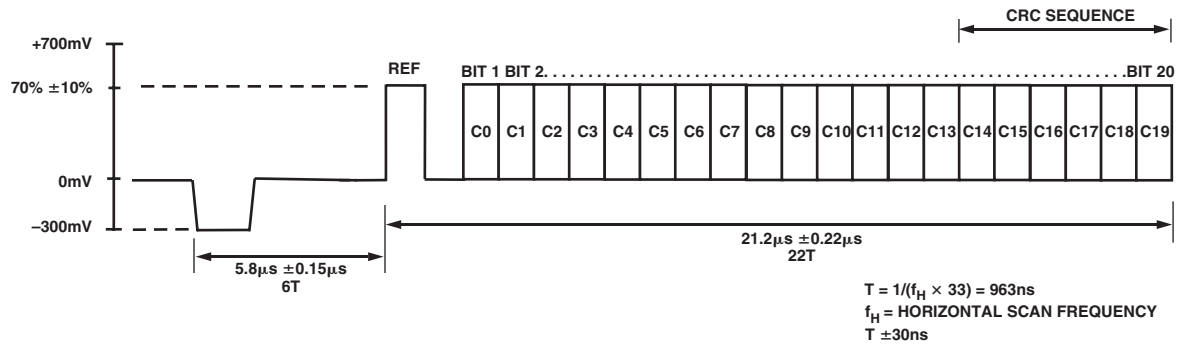 CRC SEQUENCE
+700mV
REF
BIT 1 BIT 2. . . . . . . . . . . . . . . . . . . . . . . . . . . . . . . . . . . . . . . . . . . . . . . . . . . . . . . . . . . . . . . . . . . . . . .BIT 20
70% ±10%
C0 C1 C2 C3 C4 C5 C6 C7 C8 C9 C10 C11 C12 C13 C14 C15 C16 C17 C18 C19
0mV
–300mV
21.2µs ±0.22µs
22T
5.8µs ±0.15µs
6T
T = 1/(fH × 33) = 963ns
fH = HORIZONTAL SCAN FREQUENCY
T ±30ns